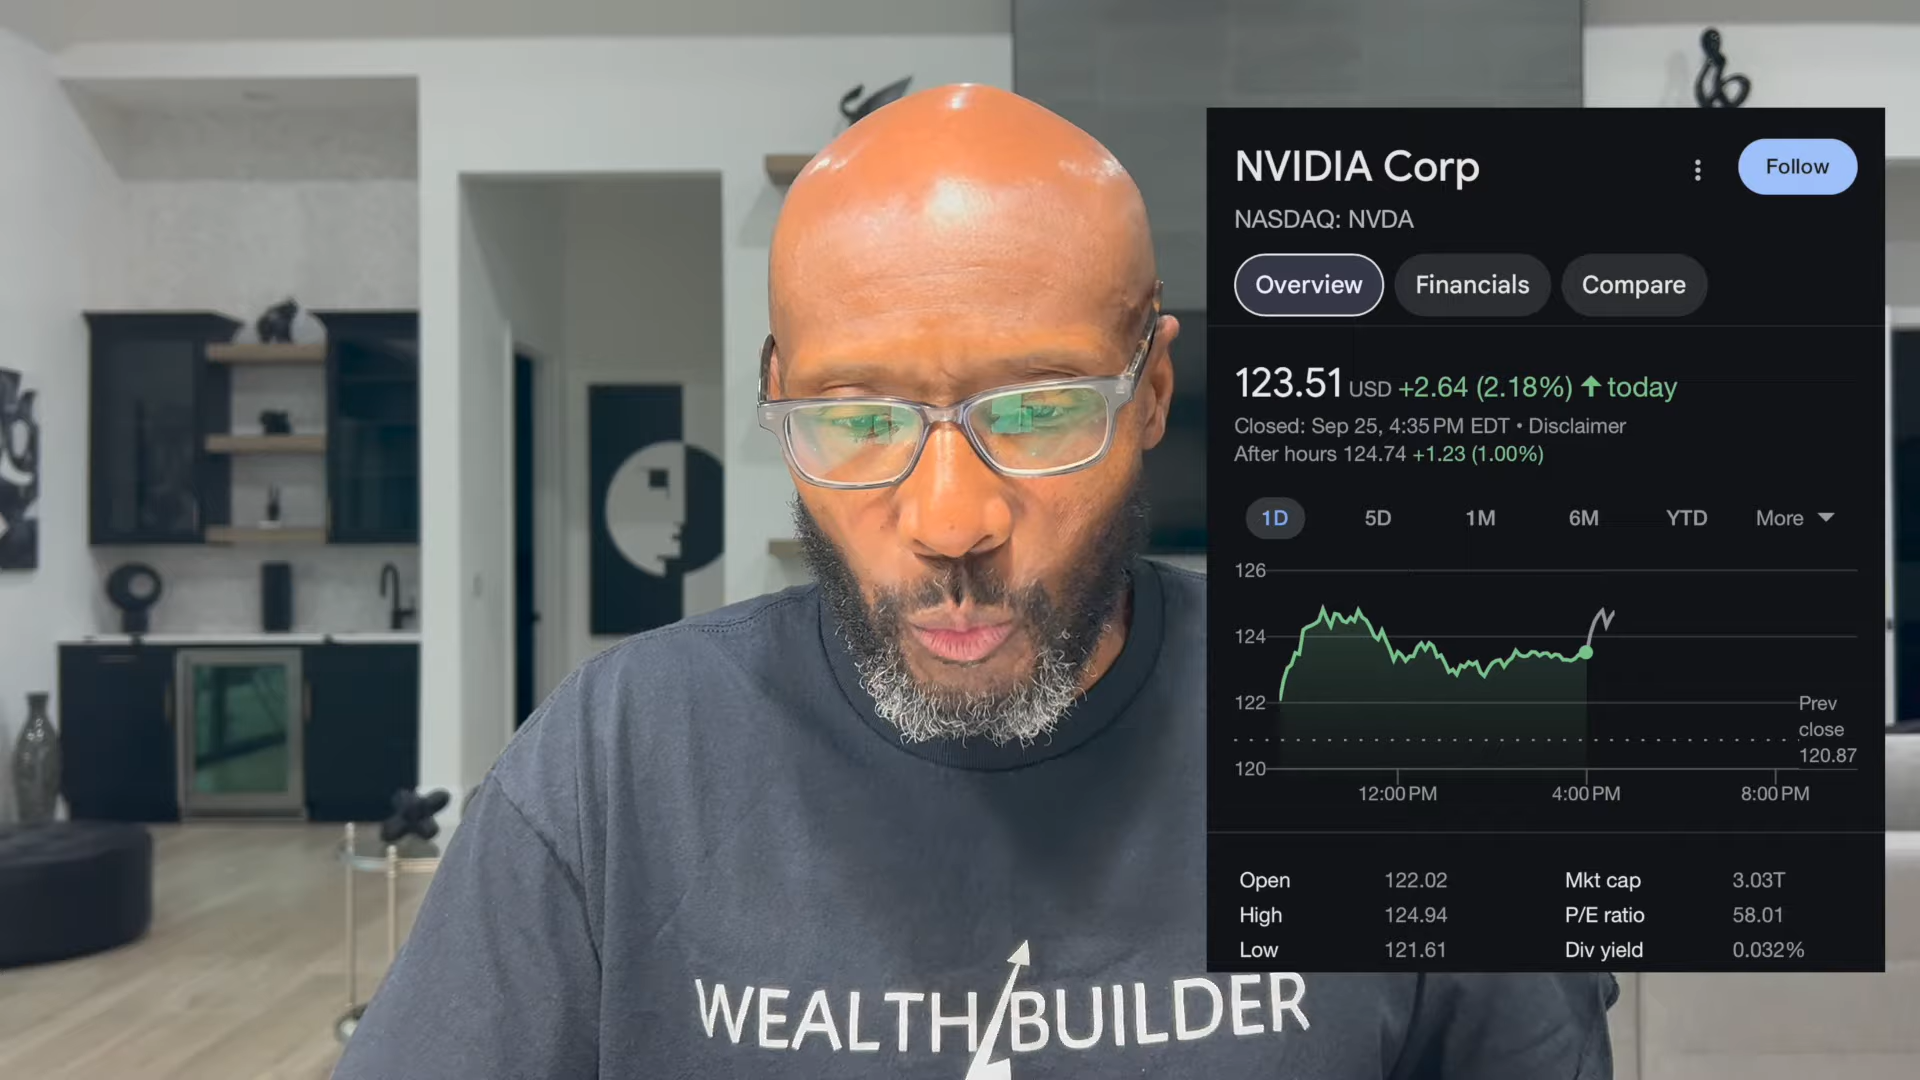 NVIDIA Corp
Follow
NASDAQ: NVDA
Overview Financials Compare
123.51 USD +2.64 (2.18%) ↑ today
Closed: Sep 25, 4:35 PM EDT • Disclaimer
After hours 124.74 +1.23 (1.00%)
1D 5D 1M 6M YTD More
126
124
122
120
Prev
close
120.87
12:00 PM 4:00 PM 8:00 PM
Open 122.02 Mkt cap 3.03T
High 124.94 P/E ratio 58.01
Low 121.61 Div yield 0.032%
WEALTH BUILDER